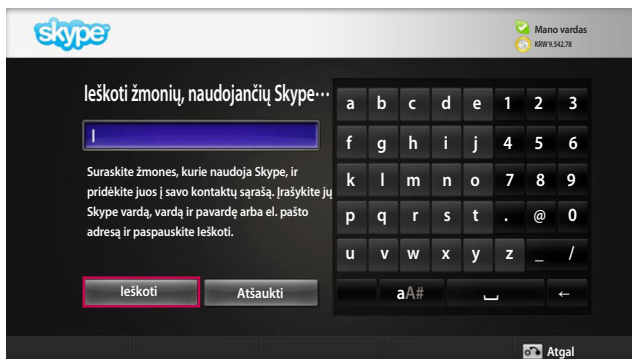 skype
Mano vardas
KRW 9.542.78
Ieškoti žmonių, naudojančių Skype···
Suraskite žmones, kurie naudoja Skype, ir
pridėkite juos į savo kontaktų sąrašą. Įrašykite jų
Skype vardą, vardą ir pavardę arba el. pašto
adresą ir paspauskite Ieškoti.
Ieškoti Atšaukti
a b c d e 1 2 3
f g h i j 4 5 6
k l m n o 7 8 9
p q r s t . @ 0
u v w x y z _ /
aA# ←
Atgal